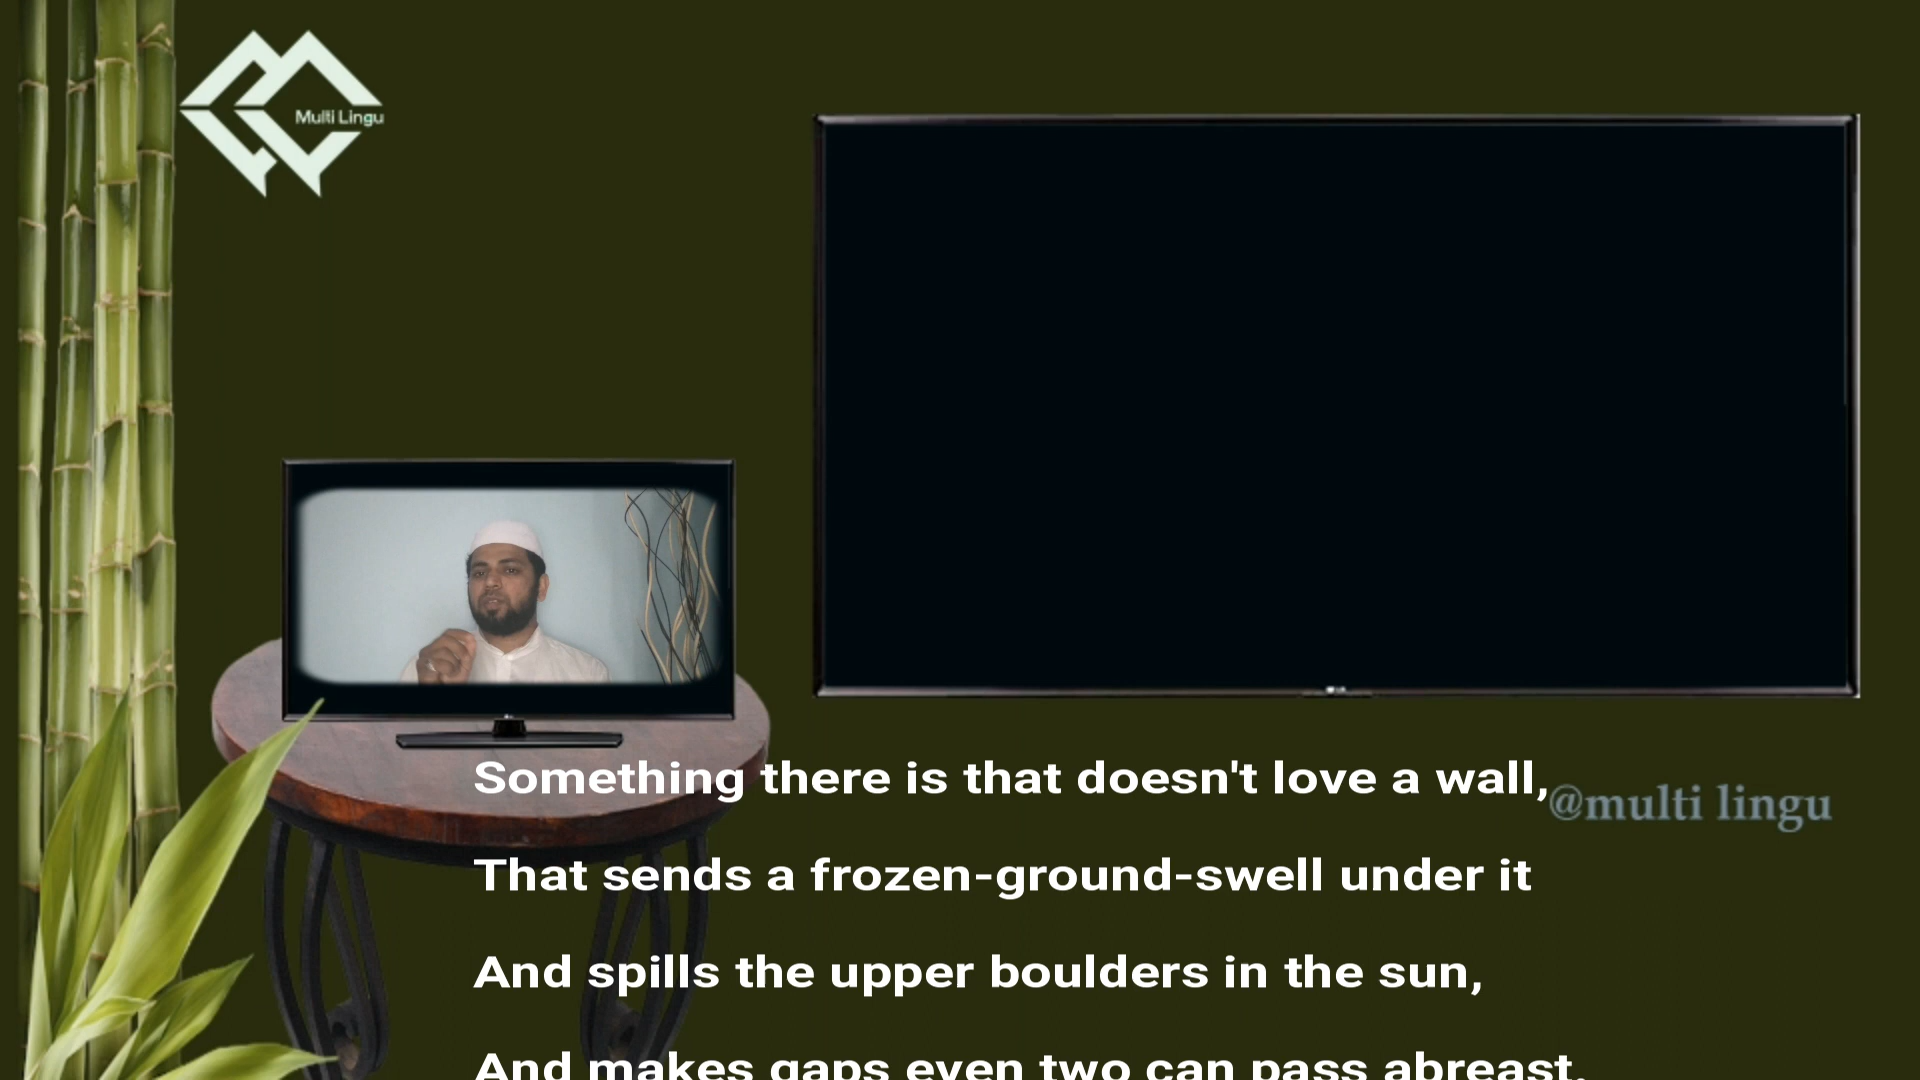 Multi Lingu
Something there is that doesn't love a wall,
@multi lingu
That sends a frozen-ground-swell under it
And spills the upper boulders in the sun,
And makes gaps even two can pass abreast.